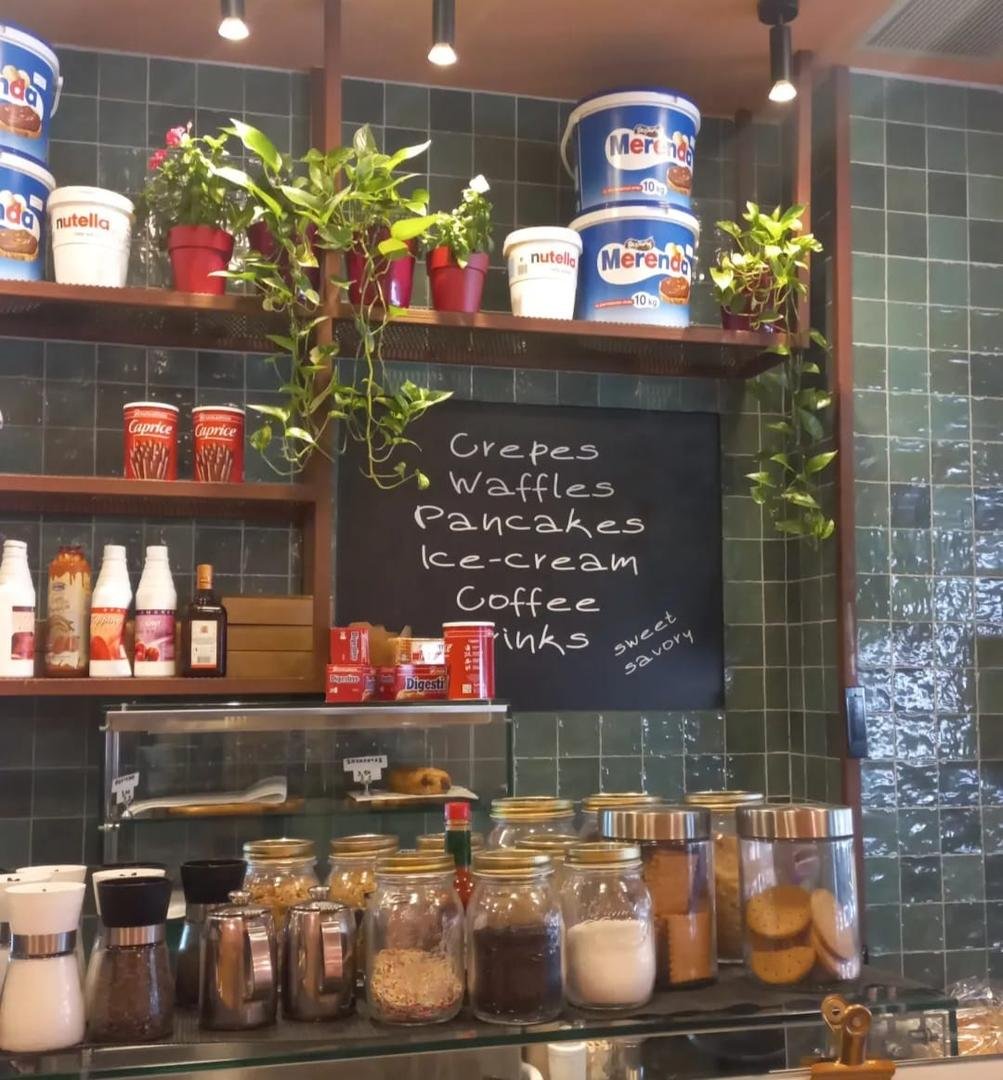 Merenda
10 kg
nda
nda
nutella
nutella
Merenda
10 kg
Caprice
Caprice
Crepes
Waffles
Pancakes
Ice-cream
Coffee
rinks
sweet
savory
Digestive
Digesti